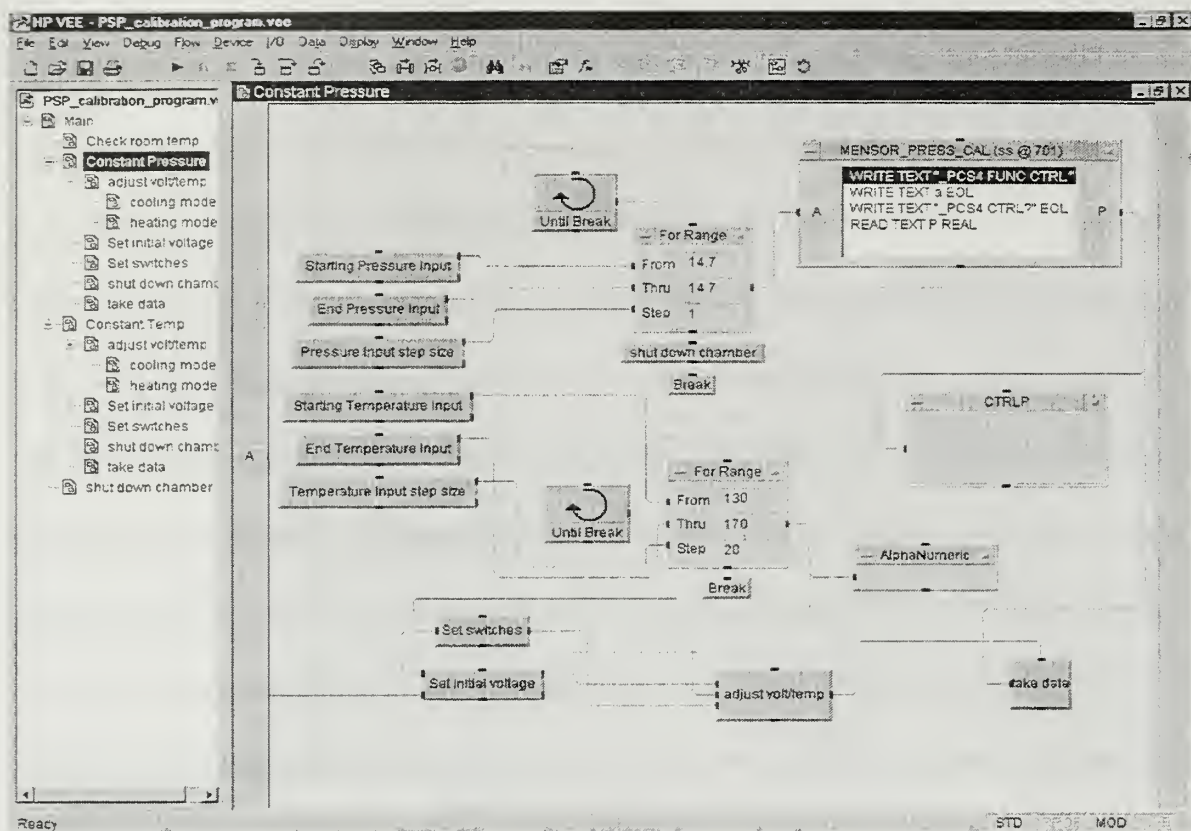 HP VEE - PSP_calibration_program.vee
File Edit View Debug Flow Device I/O Data Display Window Help
PSP_calibration_program.v
Main
Check room temp
Constant Pressure
adjust volt/temp
cooling mode
heating mode
Set initial voltage
Set switches
shut down chamb
take data
Constant Temp
adjust volt/temp
cooling mode
heating mode
Set initial voltage
Set switches
shut down chamb
take data
shut down chamber
Constant Pressure
A
Until Break
Starting Pressure Input
End Pressure Input
Pressure Input step size
For Range
From 14.7
Thru 14.7
Step 1
shut down chamber
Break
MENSOR_PRESS_CAL (ss @ 701)
A
WRITE TEXT "_PCS4 FUNC CTRL"
WRITE TEXT a EOL
WRITE TEXT "_PCS4 CTRL?" EOL
READ TEXT P REAL
P
CTRLP
Starting Temperature Input
End Temperature Input
Temperature Input step size
Until Break
For Range
From 130
Thru 170
Step 20
Break
AlphaNumeric
Set switches
Set initial voltage
adjust volt/temp
take data
Ready
STD
MOD